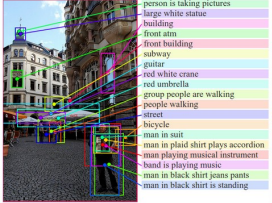 person is taking pictures
large white statue
building
front atm
front building
subway
guitar
red white crane
red umbrella
group people are walking
people walking
street
bicycle
man in suit
man in plaid shirt plays accordion
man playing musical instrument
band is playing music
man in black shirt jeans pants
man in black shirt is standing